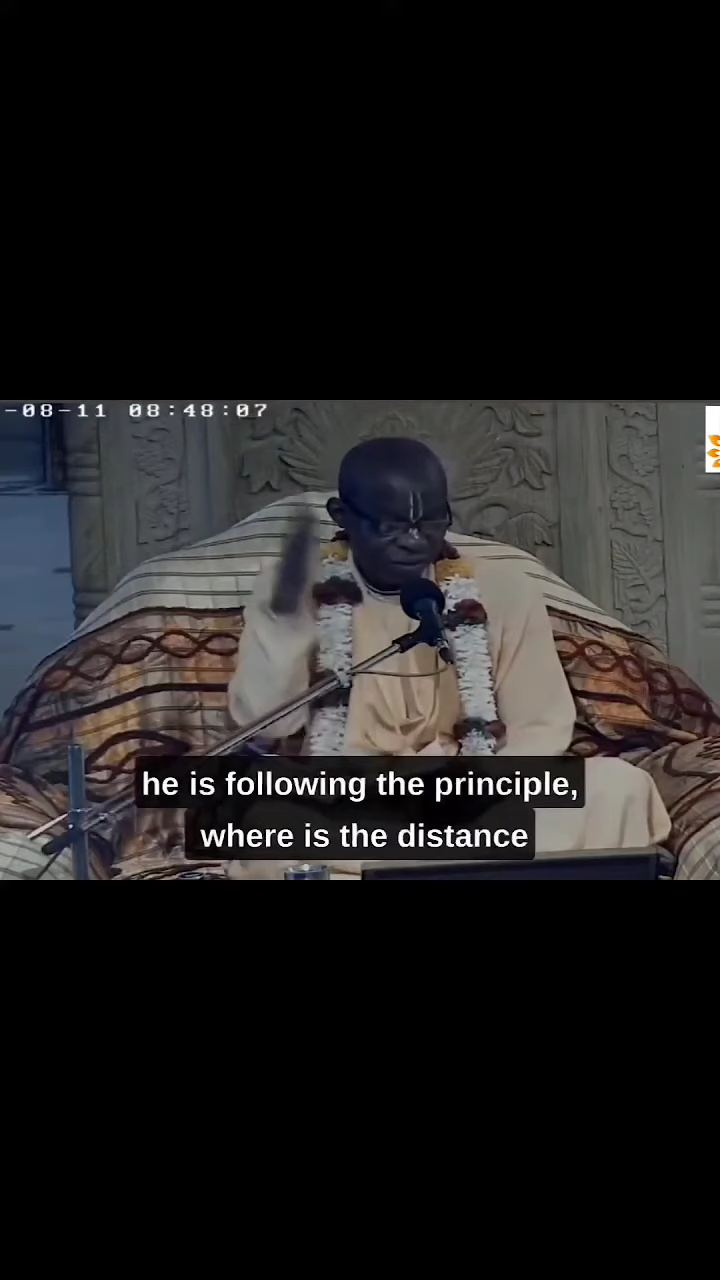 -08-11 08:48:07
he is following the principle,
where is the distance